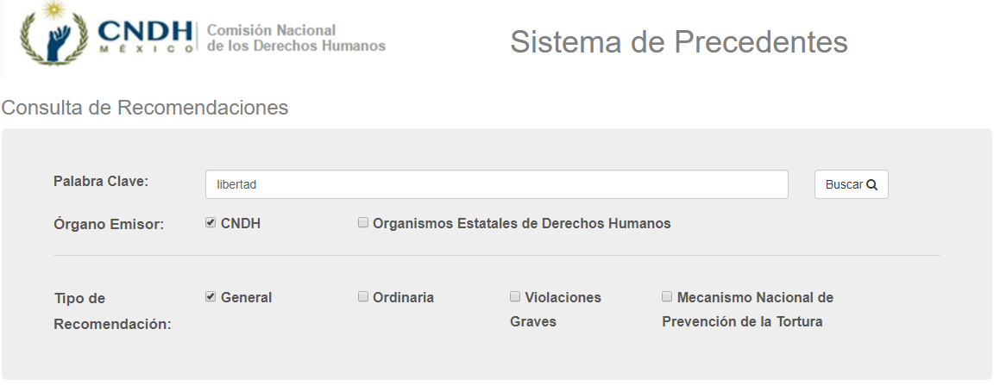 CNDH
MÉXICO
Comisión Nacional
de los Derechos Humanos
Sistema de Precedentes
Consulta de Recomendaciones
Palabra Clave: libertad Buscar
Órgano Emisor: CNDH Organismos Estatales de Derechos Humanos
Tipo de Recomendación: General Ordinaria Violaciones Graves Mecanismo Nacional de Prevención de la Tortura